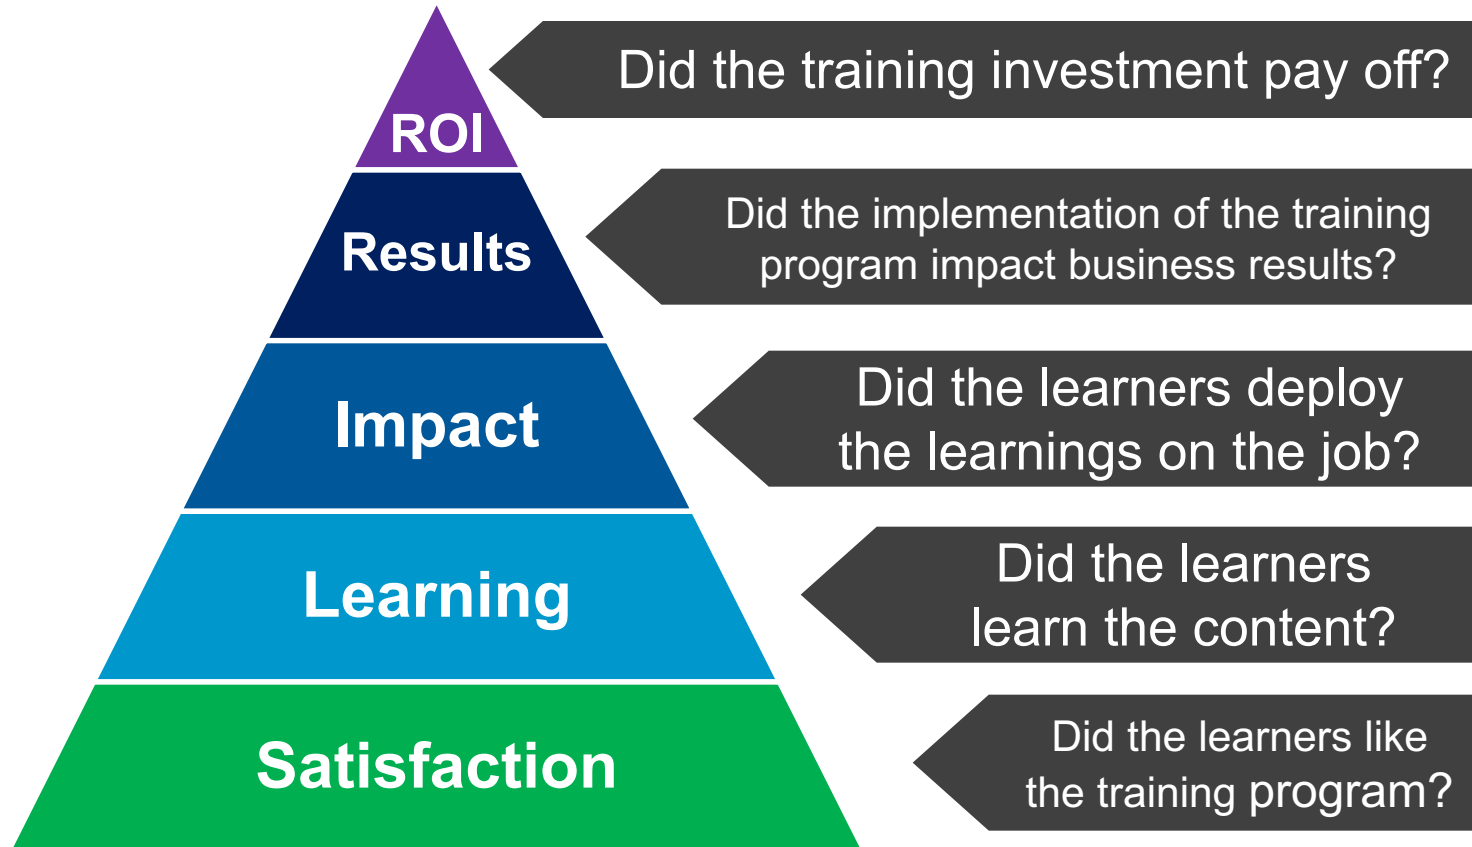 ROI
Did the training investment pay off?
Results
Did the implementation of the training
program impact business results?
Impact
Did the learners deploy
the learnings on the job?
Learning
Did the learners
learn the content?
Satisfaction
Did the learners like
the training program?